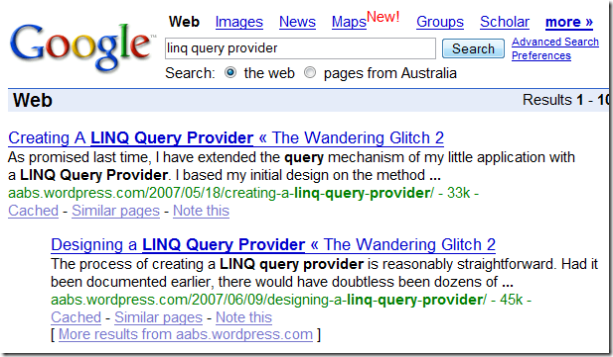 Web Images News Maps New! Groups Scholar more »
Google™
linq query provider Search Advanced Search
Preferences
Search: the web pages from Australia
Web Results 1 - 10
Creating A LINQ Query Provider « The Wandering Glitch 2
As promised last time, I have extended the query mechanism of my little application with
a LINQ Query Provider. I based my initial design on the method ...
aabs.wordpress.com/2007/05/18/creating-a-linq-query-provider/ - 33k -
Cached - Similar pages - Note this
Designing a LINQ Query Provider « The Wandering Glitch 2
The process of creating a LINQ query provider is reasonably straightforward. Had it
been documented earlier, there would have doubtless been dozens of ...
aabs.wordpress.com/2007/06/09/designing-a-linq-query-provider/ - 45k -
Cached - Similar pages - Note this
[ More results from aabs.wordpress.com ]